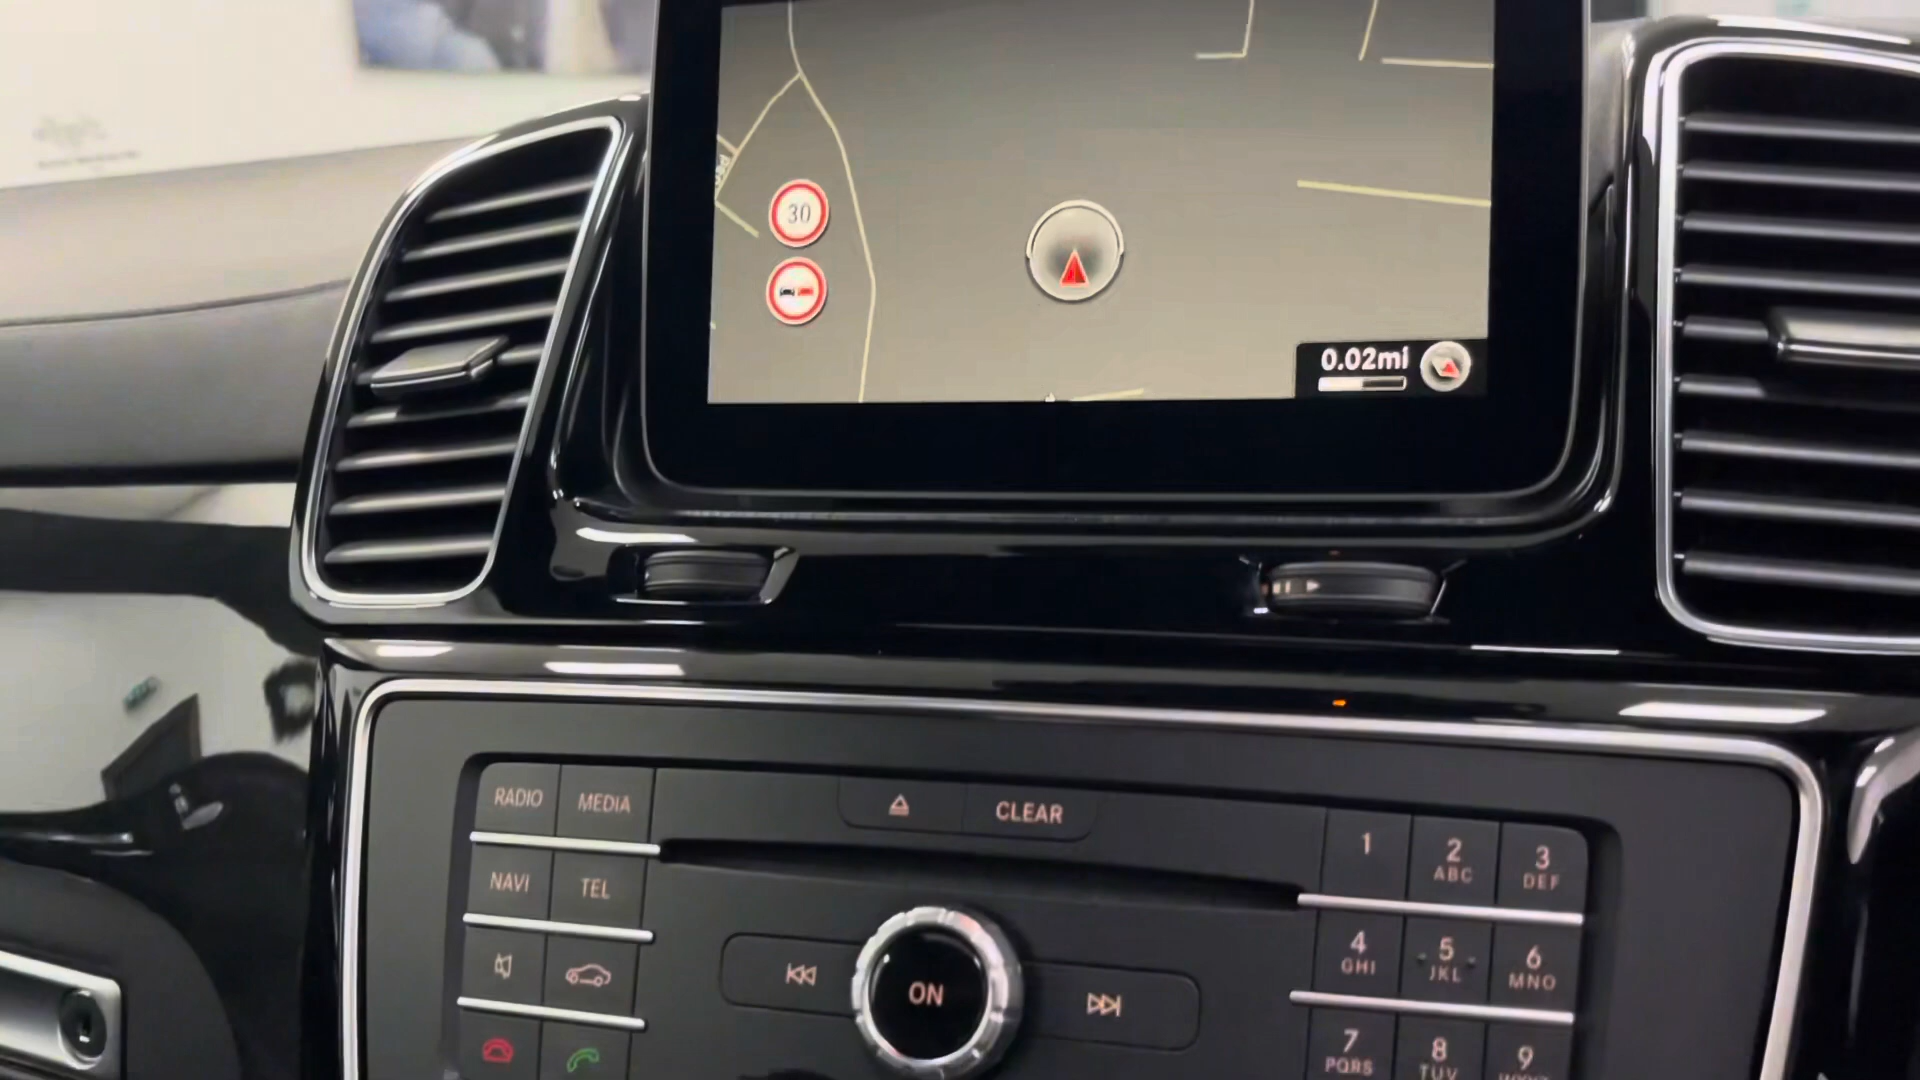 30
0.02mi
RADIO
MEDIA
CLEAR
1
2
ABC
3
DEF
NAVI
TEL
4
GHI
5
JKL
6
MNO
ON
7
PQRS
8
TUV
9